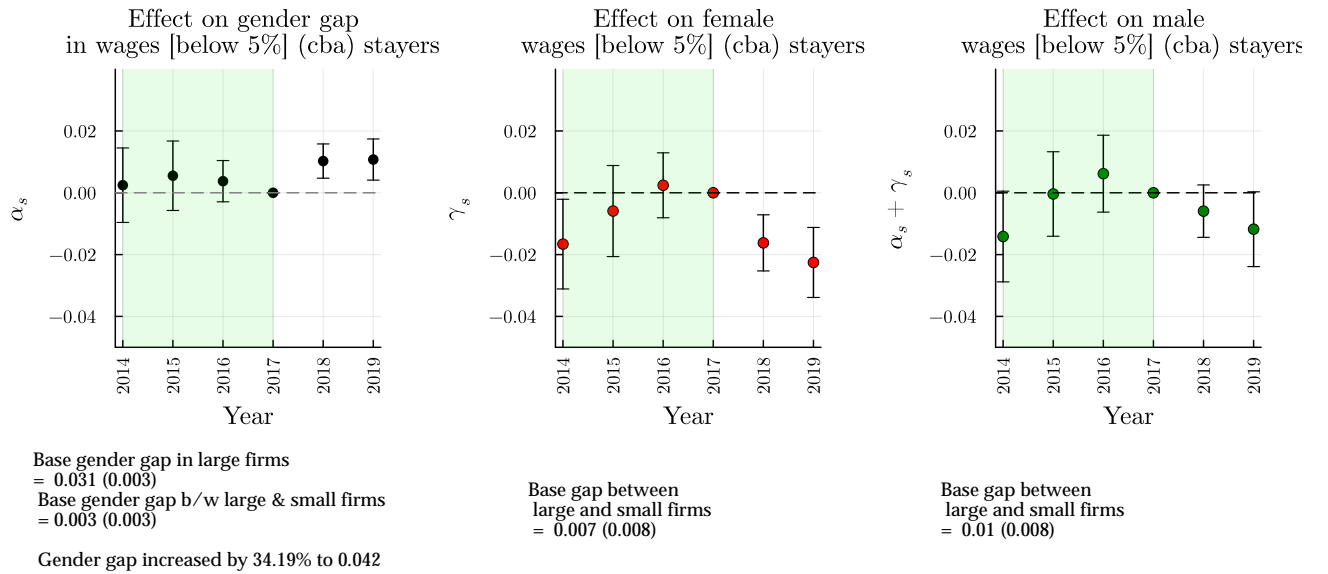 Effect on gender gap
in wages [below 5%] (cba) stayers
α_s
0.02
0.00
−0.02
−0.04
2014
2015
2016
2017
2018
2019
Year
Base gender gap in large firms
= 0.031 (0.003)
Base gender gap b/w large & small firms
= 0.003 (0.003)
Gender gap increased by 34.19% to 0.042
Effect on female
wages [below 5%] (cba) stayers
γ_s
0.02
0.00
−0.02
−0.04
2014
2015
2016
2017
2018
2019
Year
Base gap between
large and small firms
= 0.007 (0.008)
Effect on male
wages [below 5%] (cba) stayers
α_s + γ_s
0.02
0.00
−0.02
−0.04
2014
2015
2016
2017
2018
2019
Year
Base gap between
large and small firms
= 0.01 (0.008)